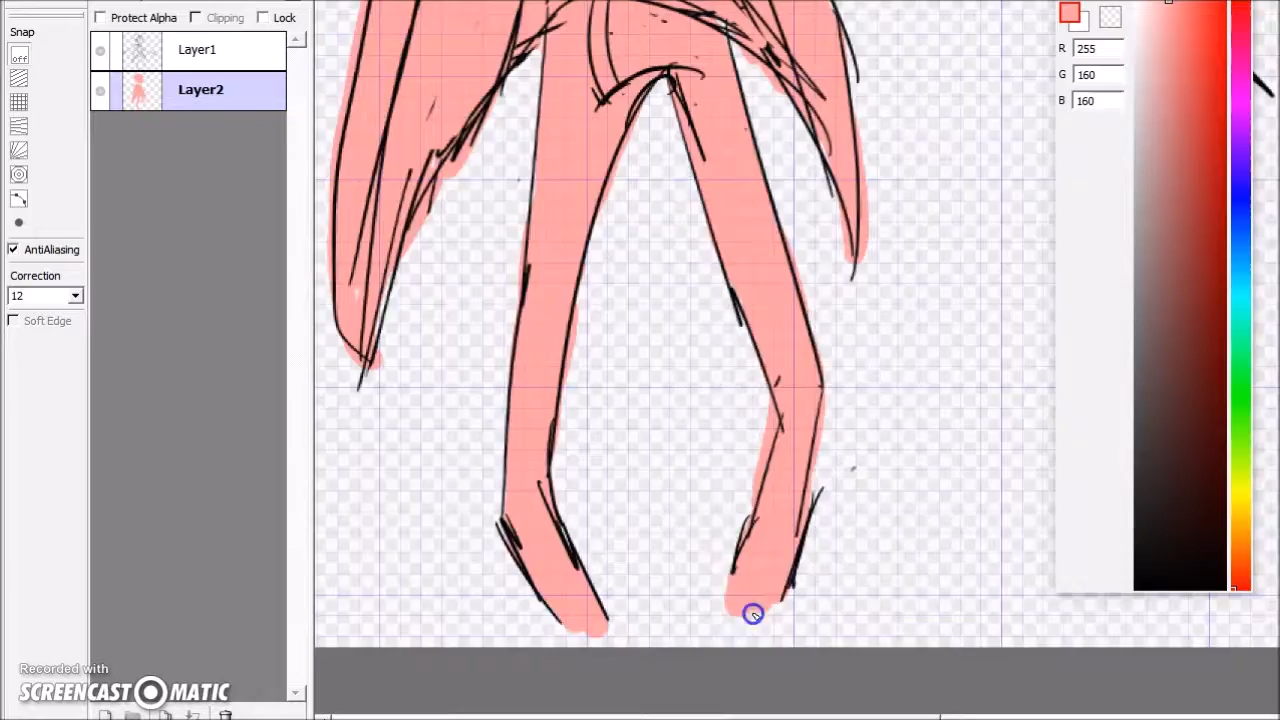 Protect Alpha
Clipping
Lock
Snap
off
Layer1
Layer2
R 255
G 160
B 160
AntiAliasing
Correction
12
Soft Edge
Recorded with
SCREENCAST MATIC